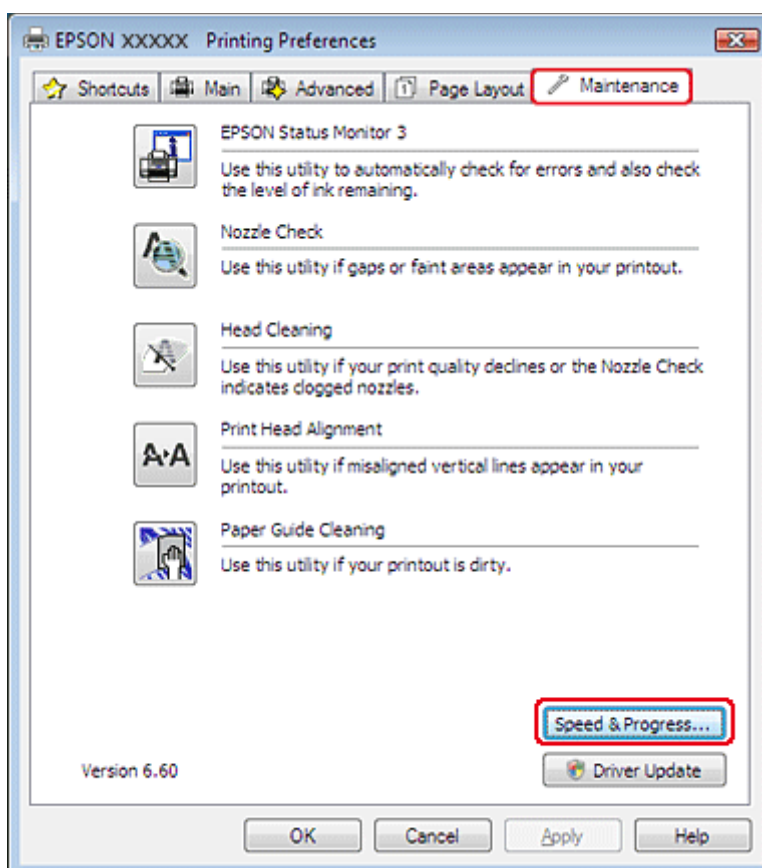 EPSON XXXXX Printing Preferences
Shortcuts Main Advanced 1 Page Layout Maintenance
EPSON Status Monitor 3
Use this utility to automatically check for errors and also check
the level of ink remaining.
Nozzle Check
Use this utility if gaps or faint areas appear in your printout.
Head Cleaning
Use this utility if your print quality declines or the Nozzle Check
indicates clogged nozzles.
A A
Print Head Alignment
Use this utility if misaligned vertical lines appear in your
printout.
Paper Guide Cleaning
Use this utility if your printout is dirty.
Speed & Progress...
Version 6.60
Driver Update
OK Cancel Apply Help